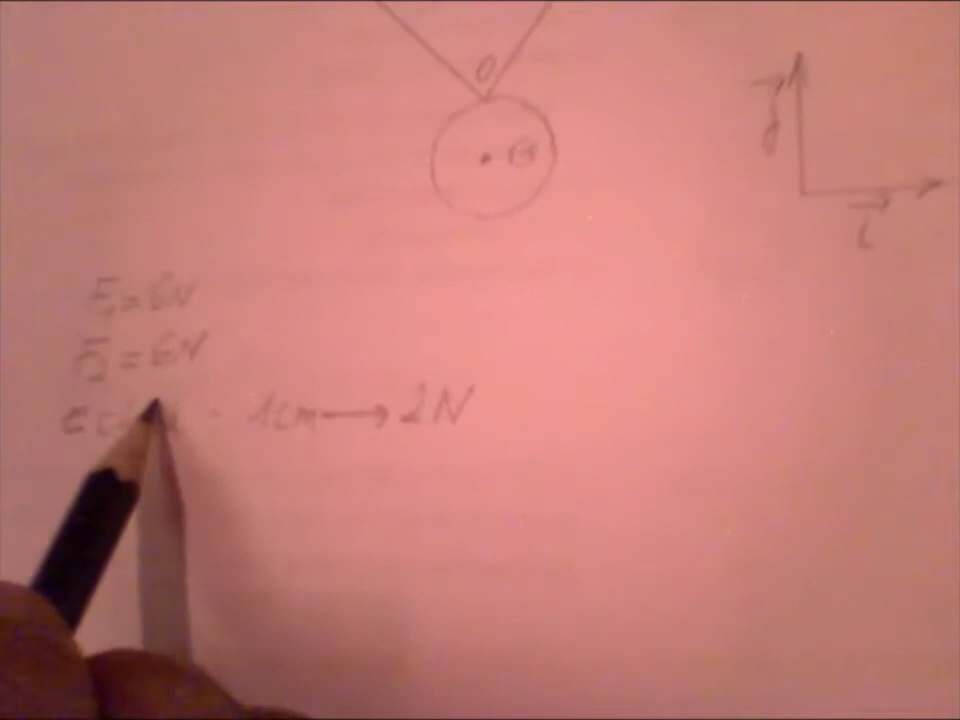 O
G
j
i
F1 = 6N
F2 = 6N
1cm → 2N